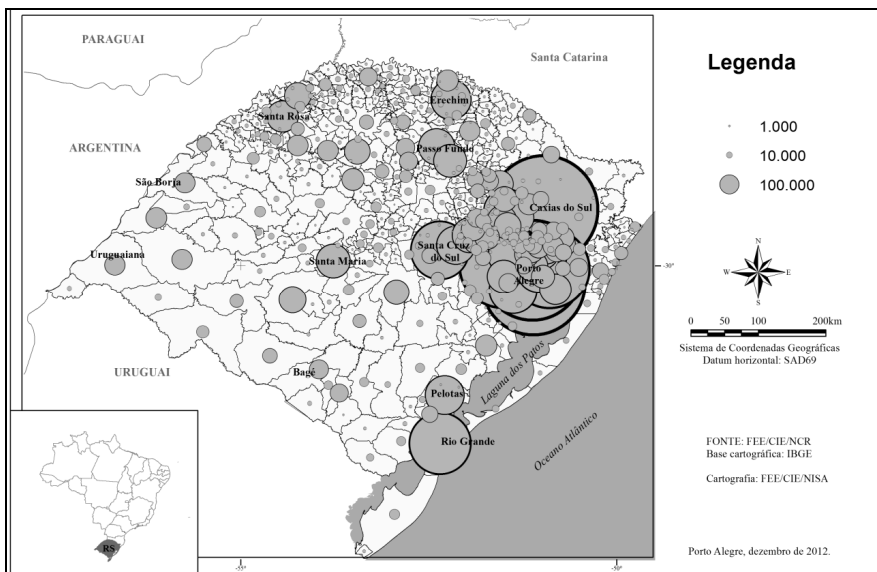 PARAGUAI
Santa Catarina
ARGENTINA
Erechim
Santa Rosa
Passo Fundo
São Borja
Caxias do Sul
Uruguaiana
Santa Maria
Santa Cruz
do Sul
Porto
Alegre
-30°
URUGUAI
Bagé
Laguna dos Patos
Pelotas
Rio Grande
Oceano Atlântico
RS
-55°
-50°
Legenda
1.000
10.000
100.000
N
W
E
S
0 25 50 100 200km
Sistema de Coordenadas Geográficas
Datum horizontal: SAD69
FONTE: FEE/CIE/NCR
Base cartográfica: IBGE
Cartografia: FEE/CIE/NISA
Porto Alegre, dezembro de 2012.